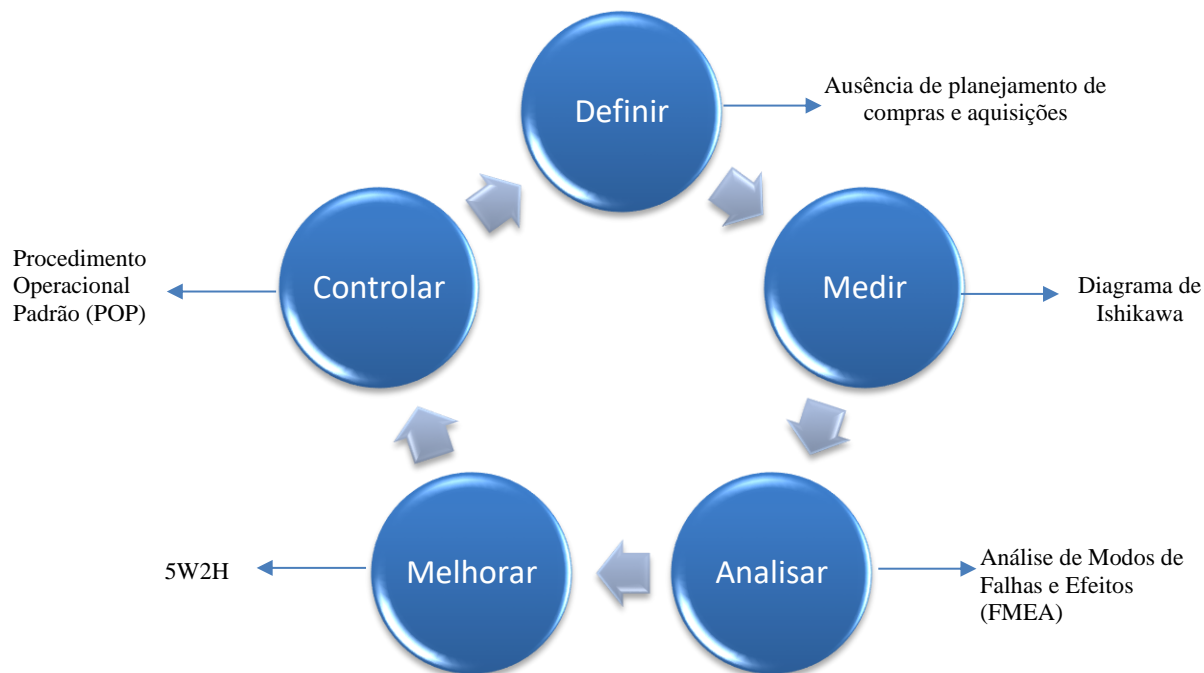 Definir
Ausência de planejamento de
compras e aquisições
Medir
Diagrama de
Ishikawa
Analisar
Análise de Modos de
Falhas e Efeitos
(FMEA)
Melhorar
5W2H
Controlar
Procedimento
Operacional
Padrão (POP)